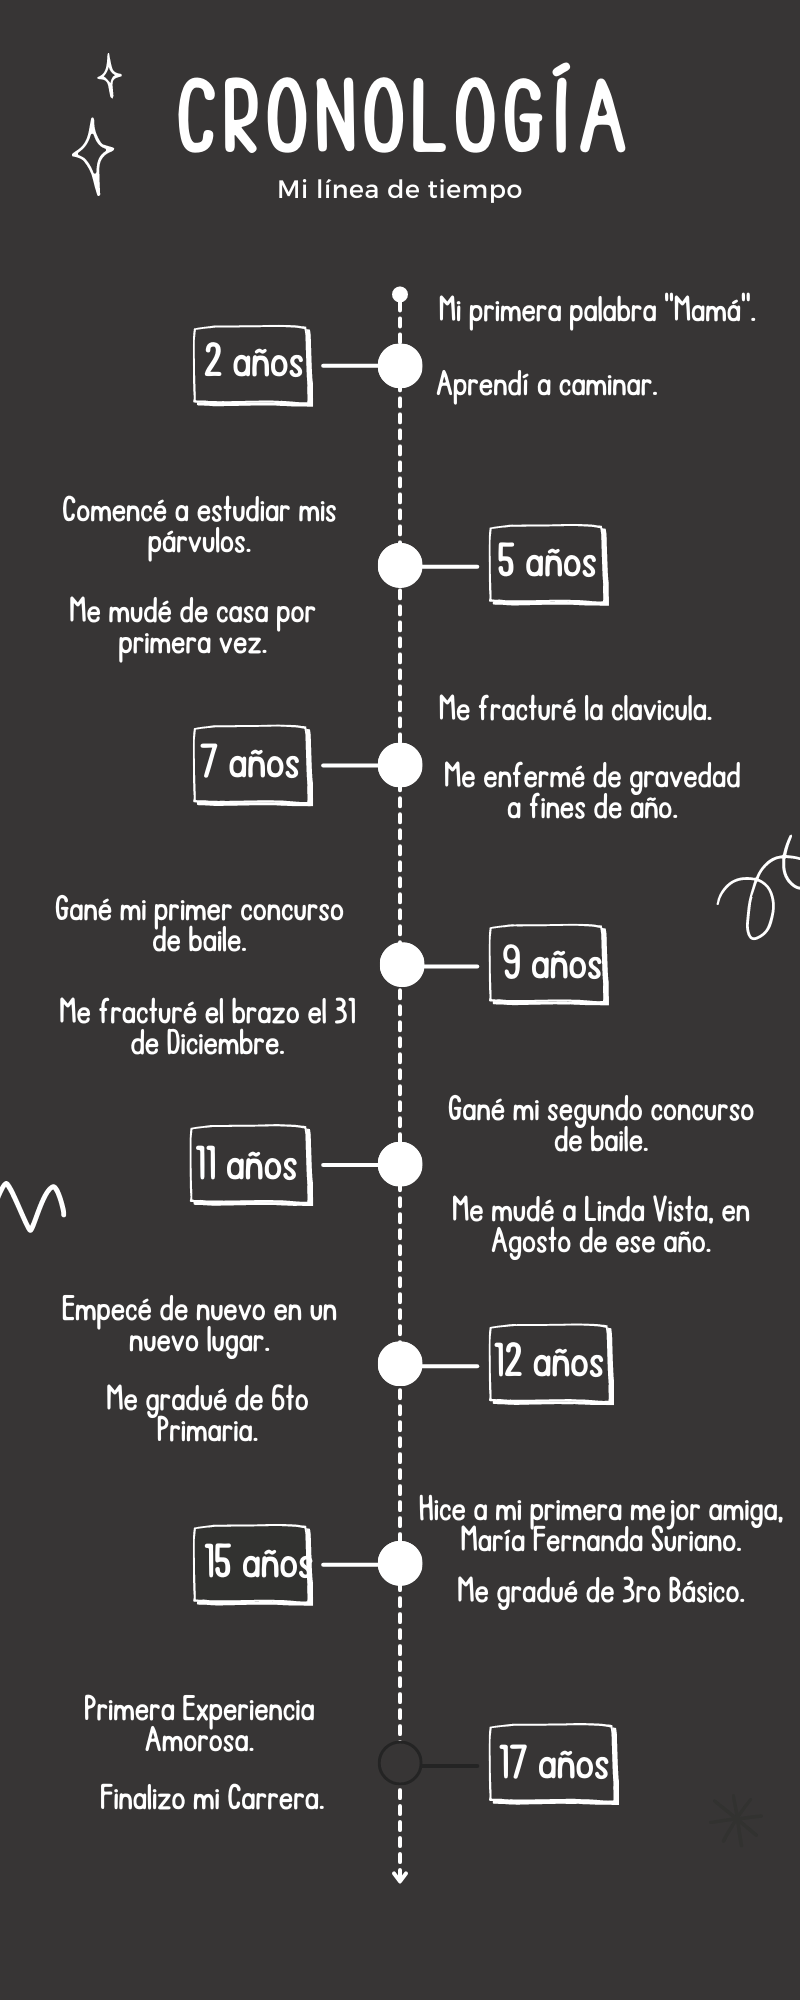 CRONOLOGÍA
Mi línea de tiempo
Mi primera palabra "Mamá".
2 años
Aprendí a caminar.
Comencé a estudiar mis
párvulos.
5 años
Me mudé de casa por
primera vez.
Me fracturé la clavicula.
7 años
Me enfermé de gravedad
a fines de año.
Gané mi primer concurso
de baile.
9 años
Me fracturé el brazo el 31
de Diciembre.
Gané mi segundo concurso
de baile.
11 años
Me mudé a Linda Vista, en
Agosto de ese año.
Empecé de nuevo en un
nuevo lugar.
12 años
Me gradué de 6to
Primaria.
Hice a mi primera mejor amiga,
María Fernanda Suriano.
15 años
Me gradué de 3ro Básico.
Primera Experiencia
Amorosa.
17 años
Finalizo mi Carrera.